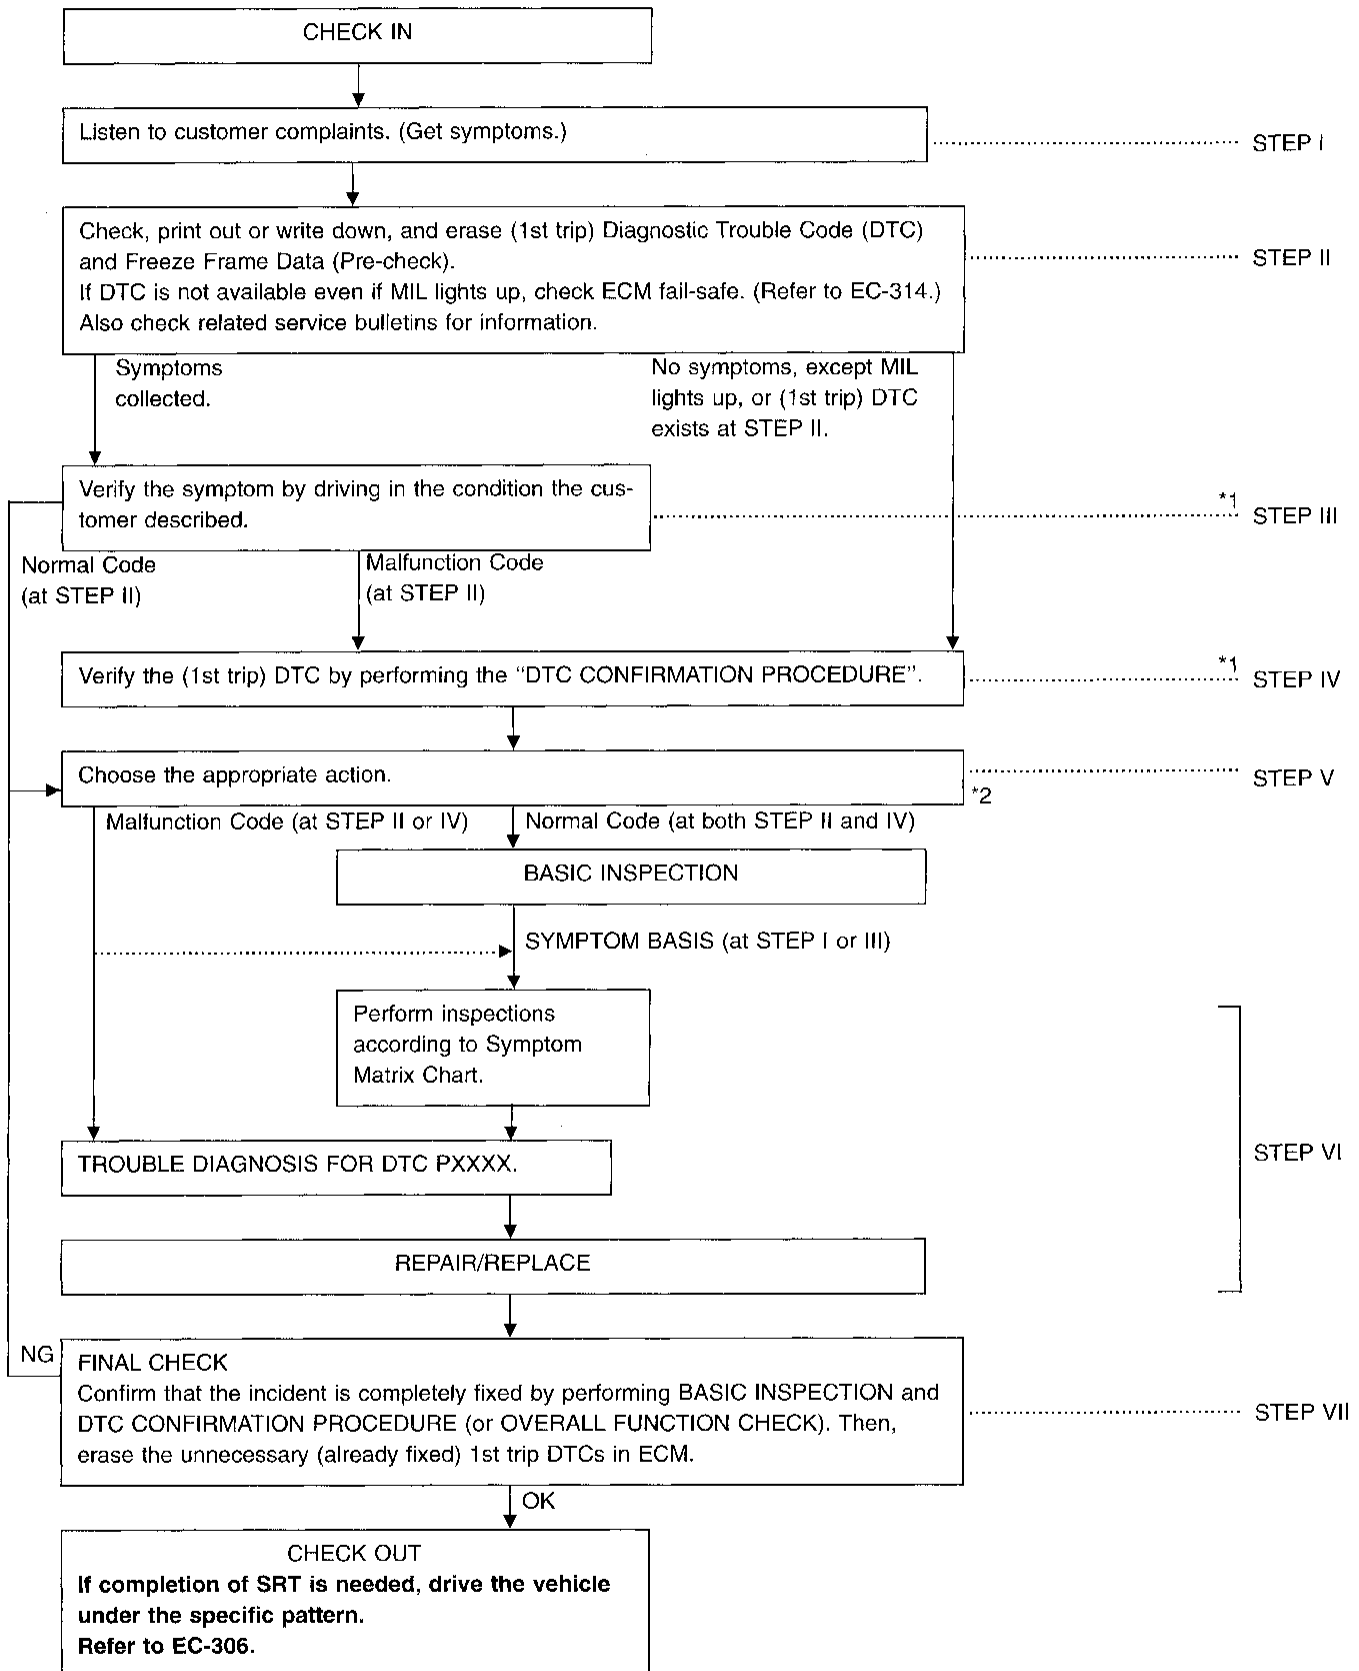 CHECK IN
Listen to customer complaints. (Get symptoms.)
STEP I
Check, print out or write down, and erase (1st trip) Diagnostic Trouble Code (DTC)
and Freeze Frame Data (Pre-check).
If DTC is not available even if MIL lights up, check ECM fail-safe. (Refer to EC-314.)
Also check related service bulletins for information.
STEP II
Symptoms
collected.
No symptoms, except MIL
lights up, or (1st trip) DTC
exists at STEP II.
Verify the symptom by driving in the condition the cus-
tomer described.
*1
STEP III
Normal Code
(at STEP II)
Malfunction Code
(at STEP II)
Verify the (1st trip) DTC by performing the “DTC CONFIRMATION PROCEDURE”.
*1
STEP IV
Choose the appropriate action.
*2
STEP V
Malfunction Code (at STEP II or IV)
Normal Code (at both STEP II and IV)
BASIC INSPECTION
SYMPTOM BASIS (at STEP I or III)
Perform inspections
according to Symptom
Matrix Chart.
TROUBLE DIAGNOSIS FOR DTC PXXXX.
STEP VI
REPAIR/REPLACE
NG
FINAL CHECK
Confirm that the incident is completely fixed by performing BASIC INSPECTION and
DTC CONFIRMATION PROCEDURE (or OVERALL FUNCTION CHECK). Then,
erase the unnecessary (already fixed) 1st trip DTCs in ECM.
STEP VII
OK
CHECK OUT
If completion of SRT is needed, drive the vehicle
under the specific pattern.
Refer to EC-306.